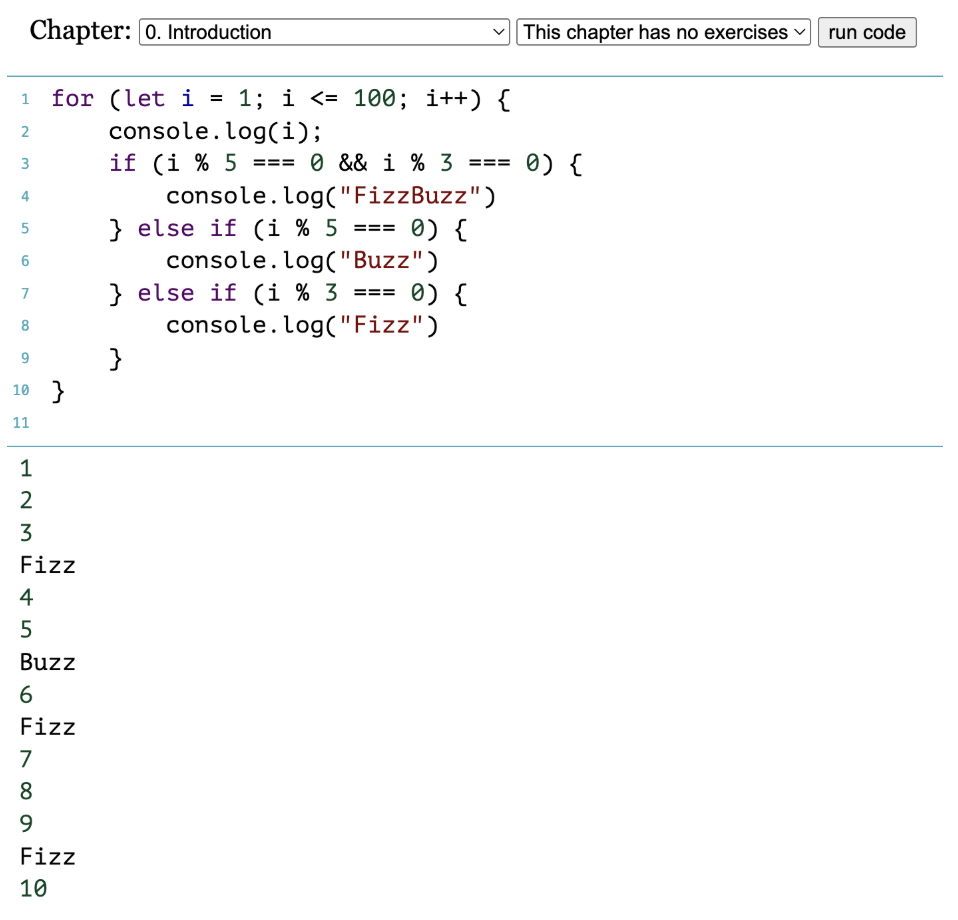 Chapter: 0. Introduction This chapter has no exercises run code
1 for (let i = 1; i <= 100; i++) {
2     console.log(i);
3     if (i % 5 === 0 && i % 3 === 0) {
4         console.log("FizzBuzz")
5     } else if (i % 5 === 0) {
6         console.log("Buzz")
7     } else if (i % 3 === 0) {
8         console.log("Fizz")
9     }
10 }
11
1
2
3
Fizz
4
5
Buzz
6
Fizz
7
8
9
Fizz
10